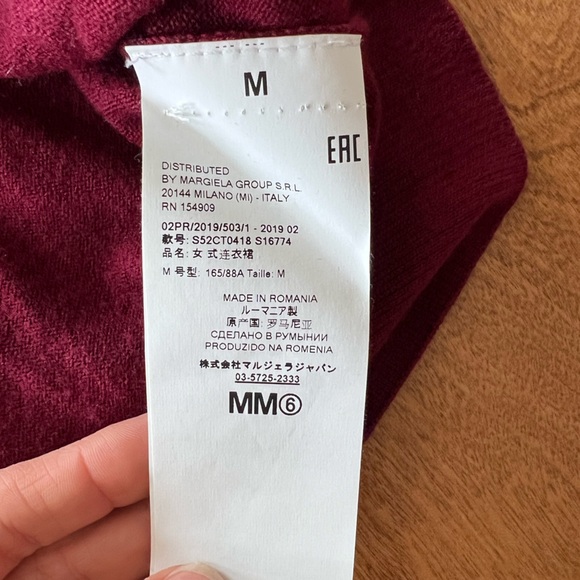 M
EAC
DISTRIBUTED
BY MARGIELA GROUP S.R.L.
20144 MILANO (MI) - ITALY
RN 154909
02PR/2019/503/1 - 2019 02
款号: S52CT0418 S16774
品名: 女 式连衣裙
M 号型: 165/88A Taille: M
MADE IN ROMANIA
ルーマニア製
原产国: 罗马尼亚
СДЕЛАНО В РУМЫНИИ
PRODUZIDO NA ROMENIA
株式会社マルジェラジャパン
03-5725-2333
MM⑥